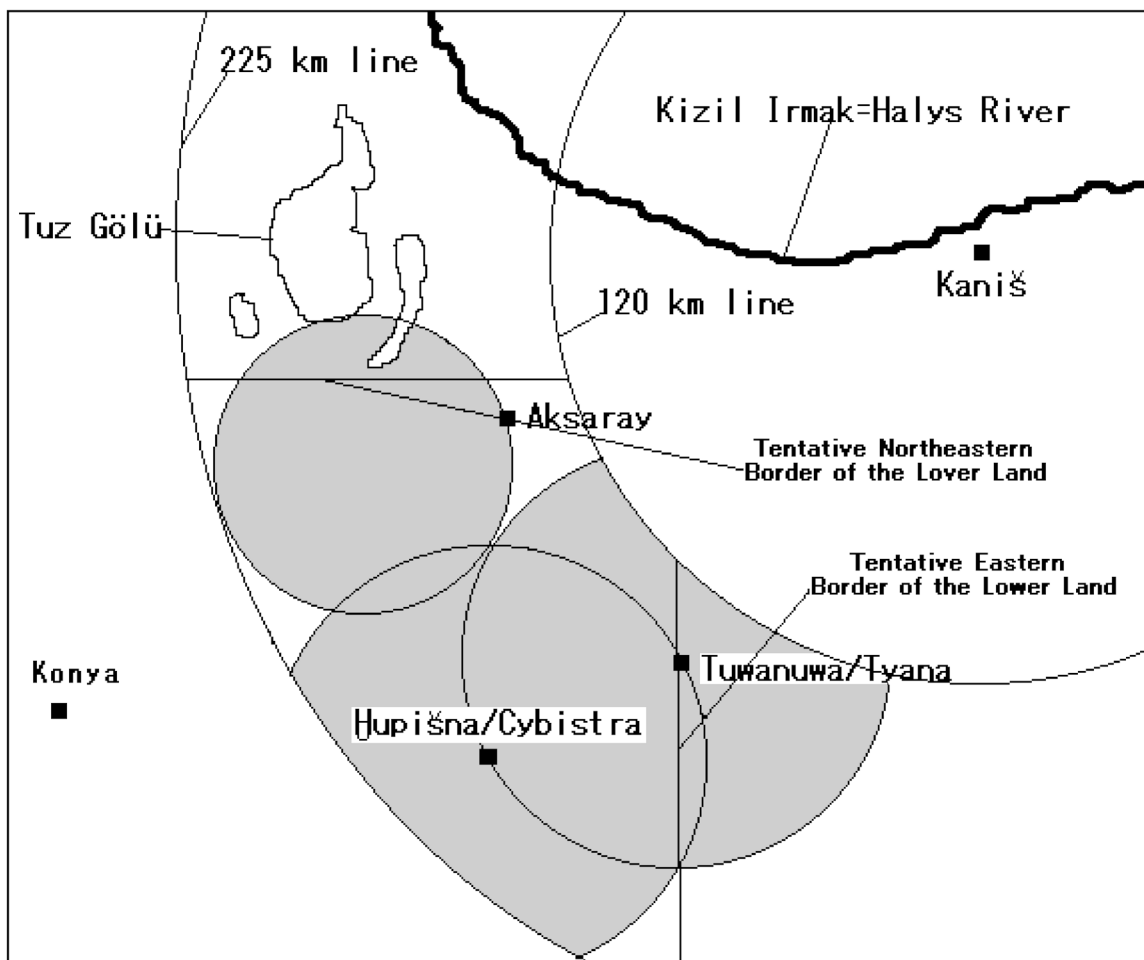 225 km line
Kizil Irmak=Halys River
Tuz Gölü
Kaniš
120 km line
Aksaray
Tentative Northeastern
Border of the Lover Land
Tentative Eastern
Border of the Lower Land
Konya
Tuwanuwa/Tyana
Ḫupišna/Cybistra